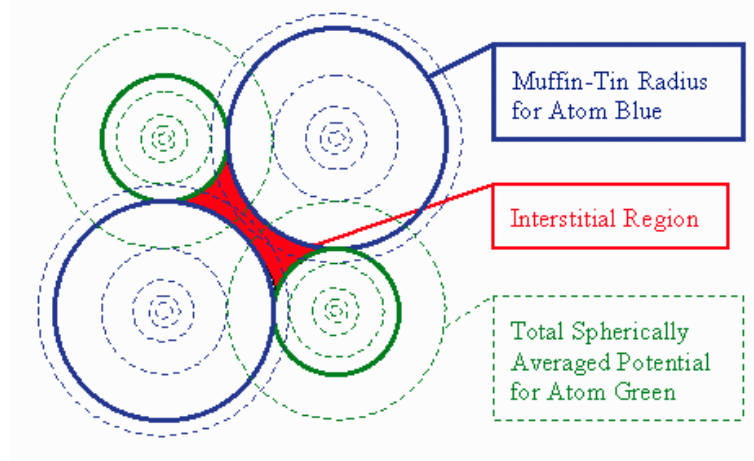 Muffin-Tin Radius
for Atom Blue
Interstitial Region
Total Spherically
Averaged Potential
for Atom Green